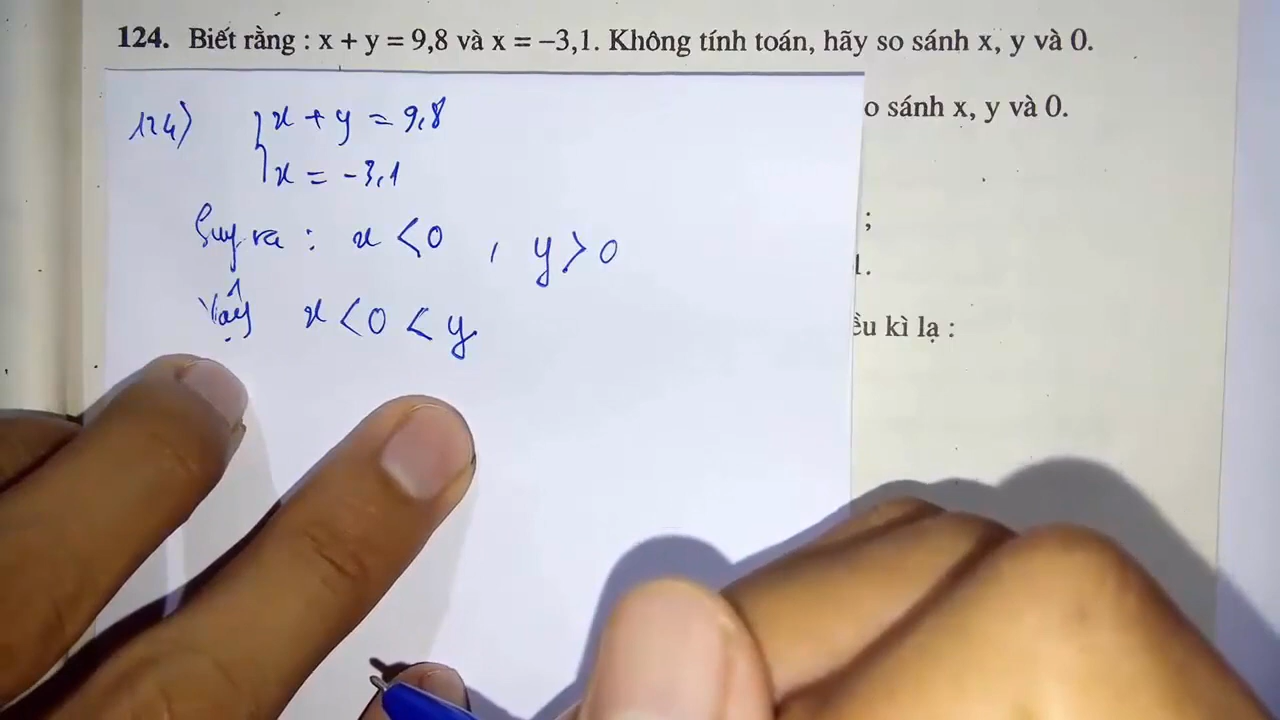 124. Biết rằng : x + y = 9,8 và x = –3,1. Không tính toán, hãy so sánh x, y và 0.
o sánh x, y và 0.
124) x + y = 9,8
x = -3,1
;
Suy ra : x < 0 , y > 0
1.
Vậy x < 0 < y
ều kì lạ :